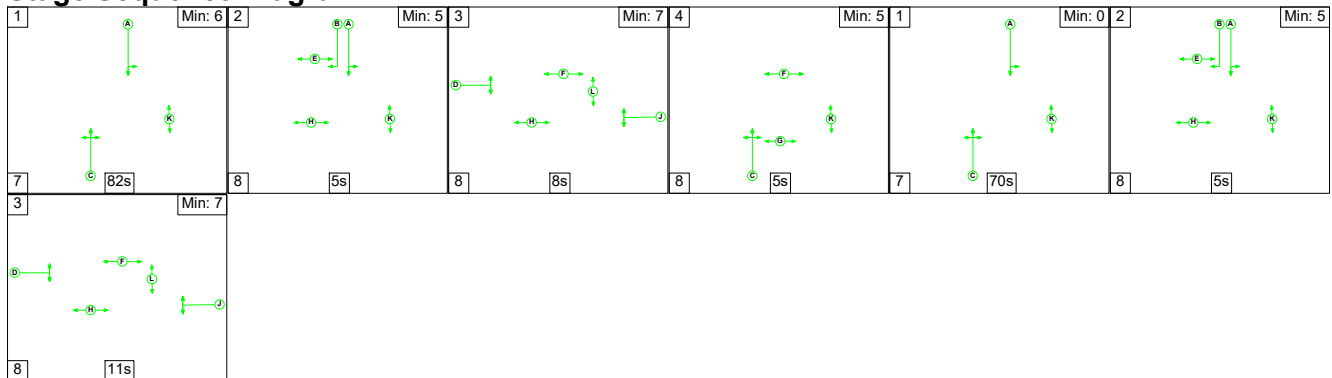 Stage Sequence Diagram
1 A Min: 6
K
C
7 82s
2 B A Min: 5
E
H K
8 5s
3 Min: 7
F
D L
H J
8 8s
4 Min: 5
F
K
G
C
8 5s
1 A Min: 0
K
C
7 70s
2 B A Min: 5
E
H K
8 5s
3 Min: 7
F
D L
H J
8 11s